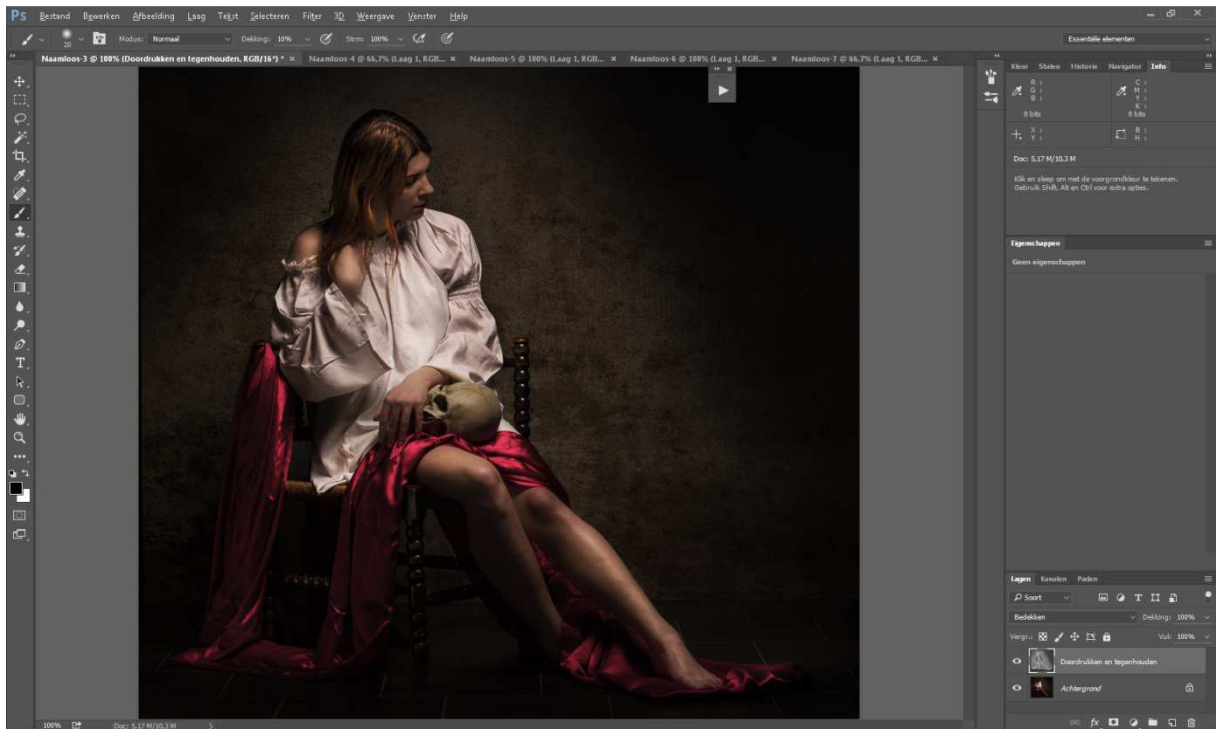 Ps Bestand Bewerken Afbeelding Laag Tekst Selecteren Filter 3D Weergave Venster Help
20 Modus: Normaal Dekking: 10% Strm: 100% Essentiële elementen
Naamloos-3 @ 100% (Doordrukken en tegenhouden, RGB/16*) * × Naamloos-4 @ 66,7% (Laag 1, RGB... × Naamloos-5 @ 100% (Laag 1, RGB... × Naamloos-6 @ 100% (Laag 1, RGB... × Naamloos-7 @ 66,7% (Laag 1, RGB... ×
Kleur Stalen Historie Navigator Info
R : C :
G : M :
B : Y :
K :
8 bits 8 bits
X : B :
Y : H :
Doc: 5,17 M/10,3 M
Klik en sleep om met de voorgrondkleur te tekenen.
Gebruik Shift, Alt en Ctrl voor extra opties.
Eigenschappen
Geen eigenschappen
Lagen Kanalen Paden
Soort
Bedekken Dekking: 100%
Vergr.: Vul: 100%
Doordrukken en tegenhouden
Achtergrond
fx
100% Doc: 5,17 M/10,3 M